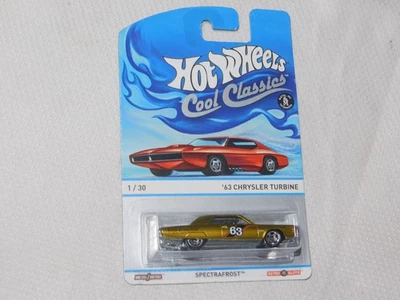 Hot Wheels
Cool Classics
1 / 30
'63 CHRYSLER TURBINE
63
SPECTRAFROST